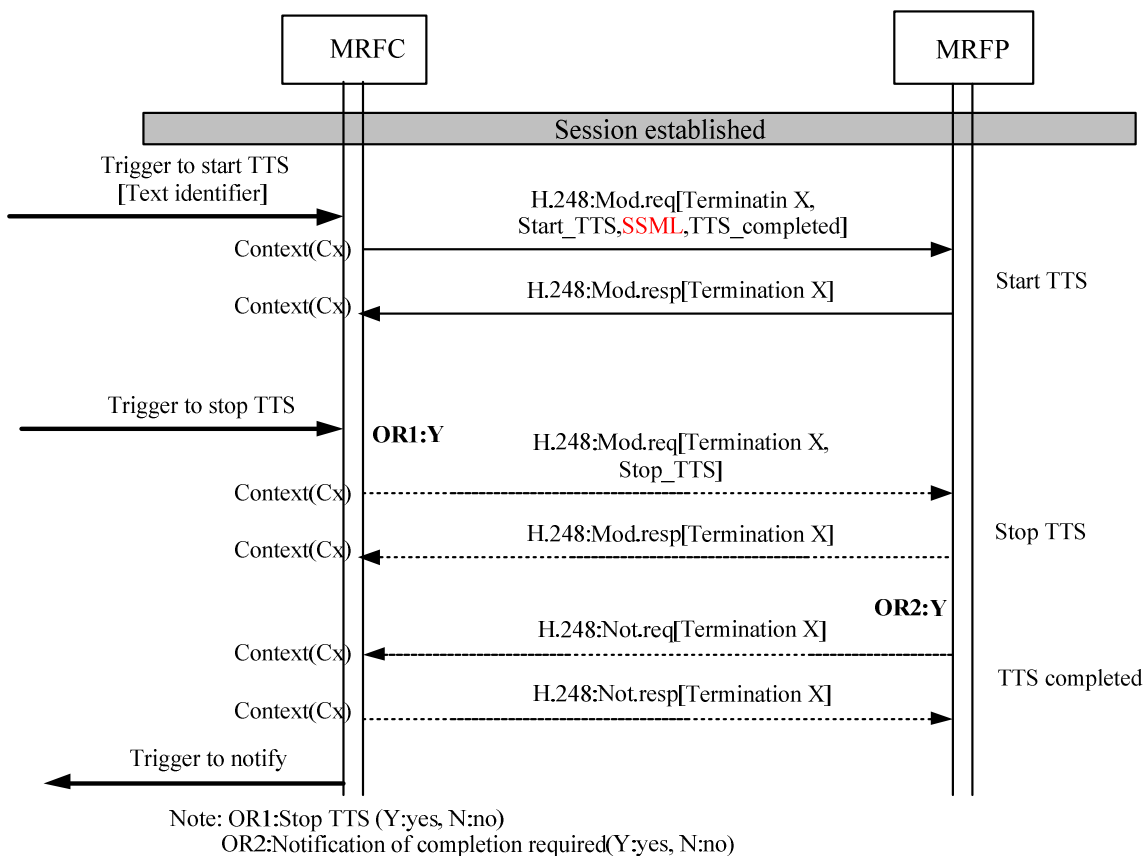 MRFC
MRFP
Session established
Trigger to start TTS
[Text identifier]
H.248:Mod.req[Terminatin X,
Start_TTS,SSML,TTS_completed]
Context(Cx)
Start TTS
H.248:Mod.resp[Termination X]
Context(Cx)
Trigger to stop TTS
OR1:Y
H.248:Mod.req[Termination X,
Stop_TTS]
Context(Cx)
H.248:Mod.resp[Termination X]
Stop TTS
Context(Cx)
OR2:Y
H.248:Not.req[Termination X]
Context(Cx)
TTS completed
H.248:Not.resp[Termination X]
Context(Cx)
Trigger to notify
Note: OR1:Stop TTS (Y:yes, N:no)
OR2:Notification of completion required(Y:yes, N:no)